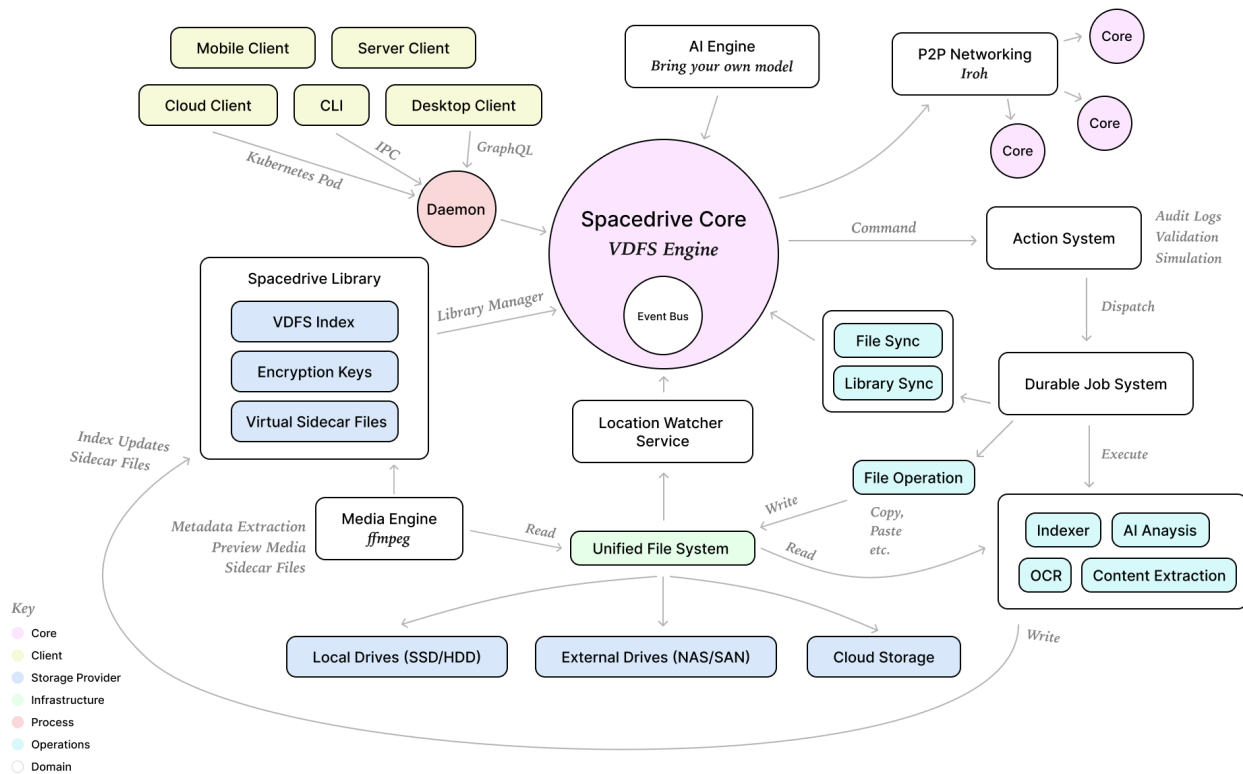 Mobile Client
Server Client
AI Engine
Bring your own model
P2P Networking
Iroh
Core
Cloud Client
CLI
Desktop Client
Core
Core
Kubernetes Pod
IPC
GraphQL
Daemon
Spacedrive Core
VDFS Engine
Event Bus
Command
Action System
Audit Logs
Validation
Simulation
Spacedrive Library
VDFS Index
Encryption Keys
Virtual Sidecar Files
Library Manager
Dispatch
File Sync
Library Sync
Durable Job System
Location Watcher
Service
Index Updates
Sidecar Files
Execute
File Operation
Copy,
Paste
etc.
Write
Media Engine
ffmpeg
Metadata Extraction
Preview Media
Sidecar Files
Read
Unified File System
Read
Indexer
AI Anaysis
OCR
Content Extraction
Write
Local Drives (SSD/HDD)
External Drives (NAS/SAN)
Cloud Storage
Key
Core
Client
Storage Provider
Infrastructure
Process
Operations
Domain